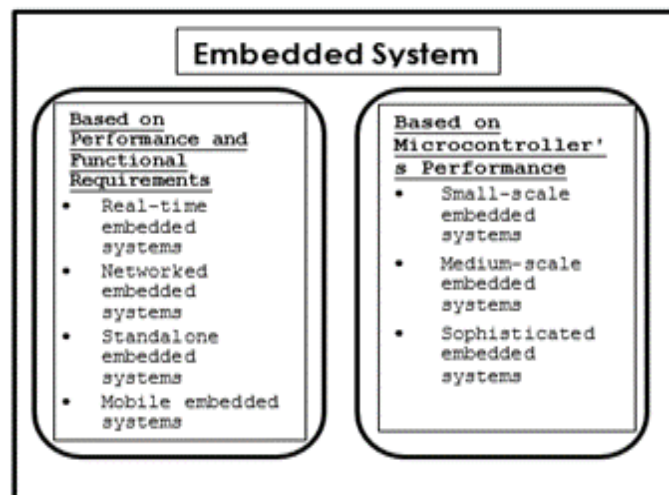 Embedded System
Based on
Performance and
Functional
Requirements
• Real-time
embedded
systems
• Networked
embedded
systems
• Standalone
embedded
systems
• Mobile embedded
systems
Based on
Microcontroller'
s Performance
• Small-scale
embedded
systems
• Medium-scale
embedded
systems
• Sophisticated
embedded
systems